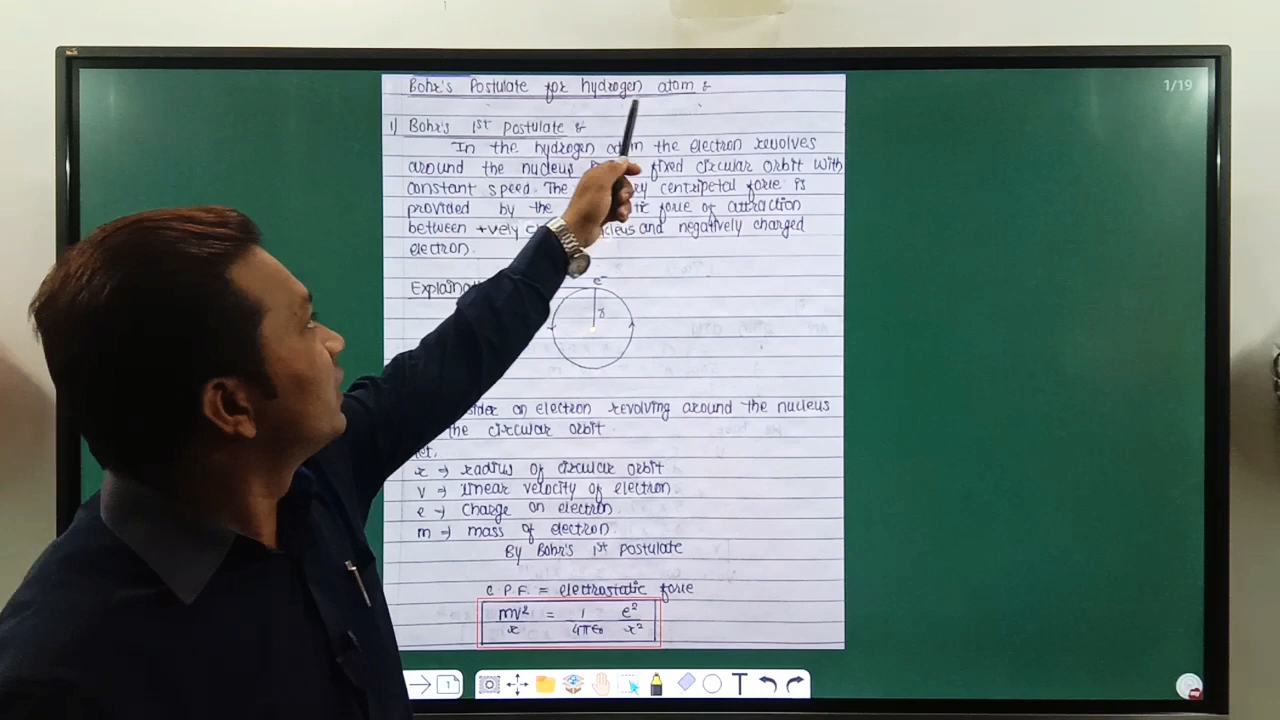 1/19
Bohr's Postulate for hydrogen atom :-
1) Bohr's 1st Postulate :-
In the hydrogen atom the electron revolves
around the nucleus fixed circular orbit with
constant speed. The centripetal force is
provided by the force of attraction
between +vely nucleus and negatively charged
electron.
e-
r
on electron revolving around the nucleus
the circular orbit.
Let,
r → radius of circular orbit
v → linear velocity of electron.
e → charge on electron.
m → mass of electron.
By Bohr's 1st Postulate
C.P.F. = electrostatic force
mv²/r = 1/4πε₀ e²/r²
1
T